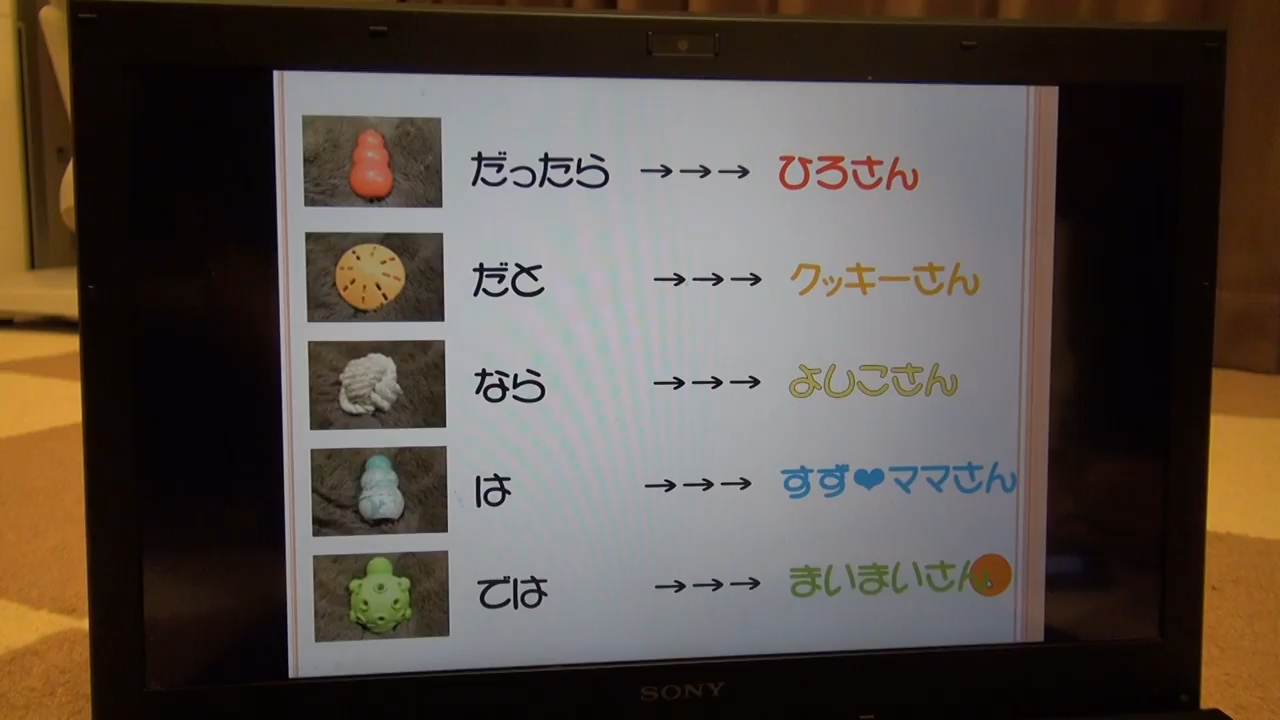 だったら →→→ ひろさん
だと →→→ クッキーさん
なら →→→ よしこさん
は →→→ すず❤ママさん
では →→→ まいまいさん
SONY